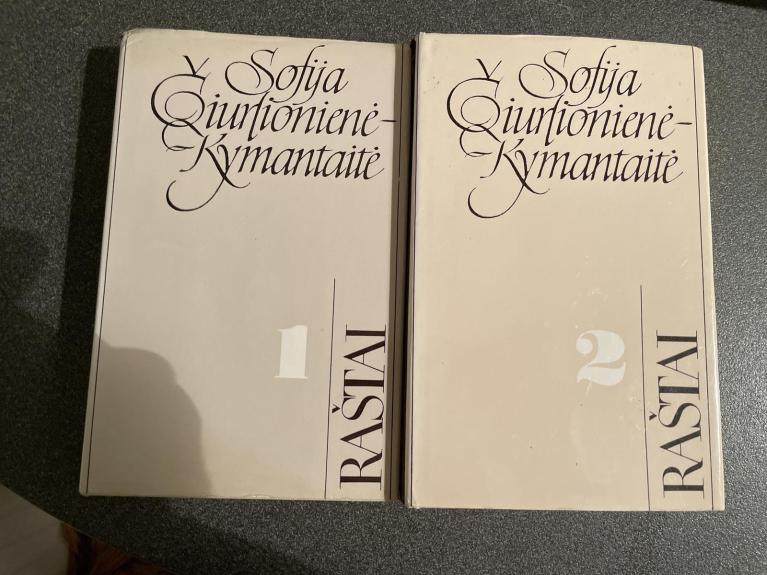 Sofija
Čiurlionienė-
-Kymantaitė
1
RAŠTAI
Sofija
Čiurlionienė-
-Kymantaitė
2
RAŠTAI